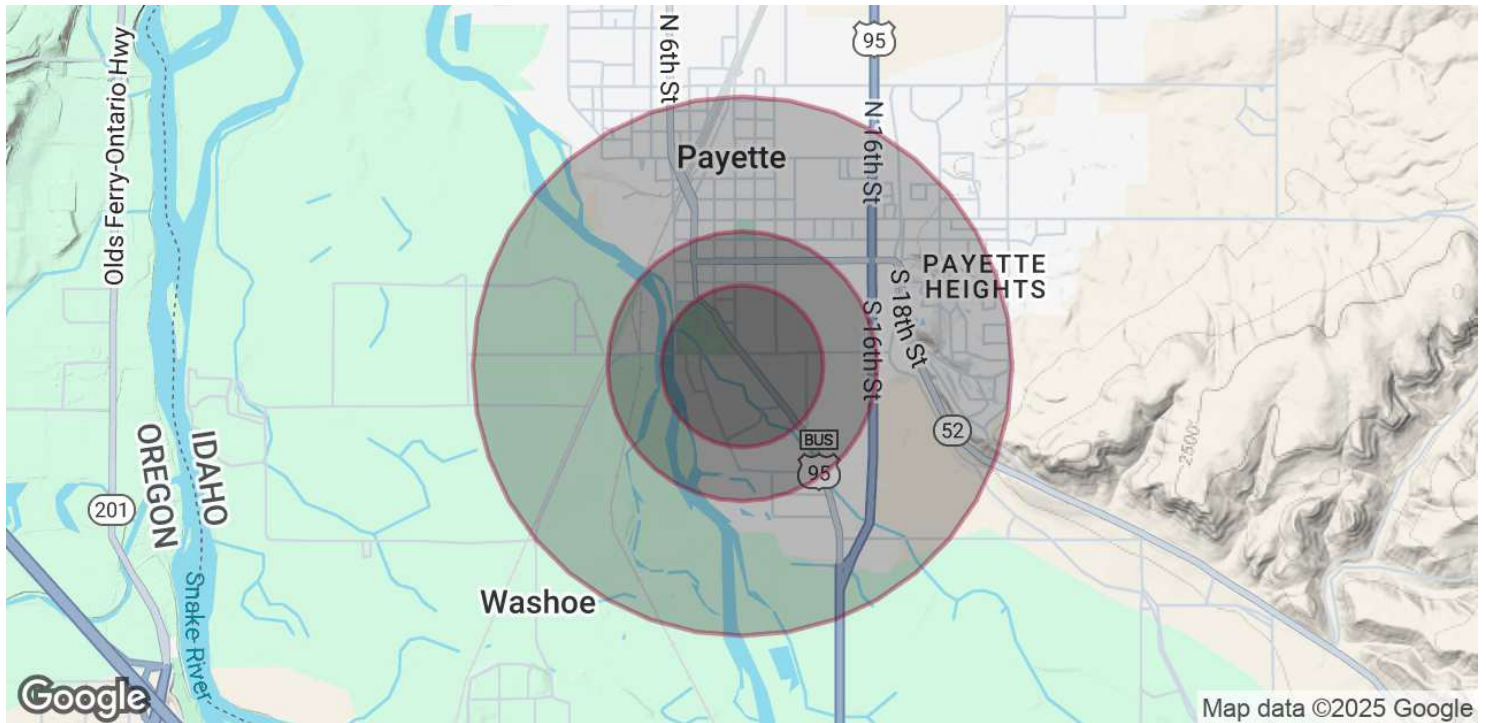 Olds Ferry-Ontario Hwy
N 6th St
95
N 16th St
Payette
PAYETTE
HEIGHTS
S 18th St
S 16th St
BUS
95
52
2500
IDAHO
OREGON
201
Snake River
Washoe
Google
Map data ©2025 Google